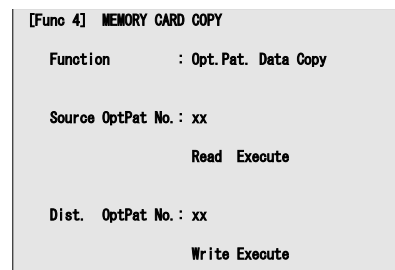 [Func 4] MEMORY CARD COPY
Function : Opt.Pat. Data Copy
Source OptPat No.: xx
Read Execute
Dist. OptPat No.: xx
Write Execute